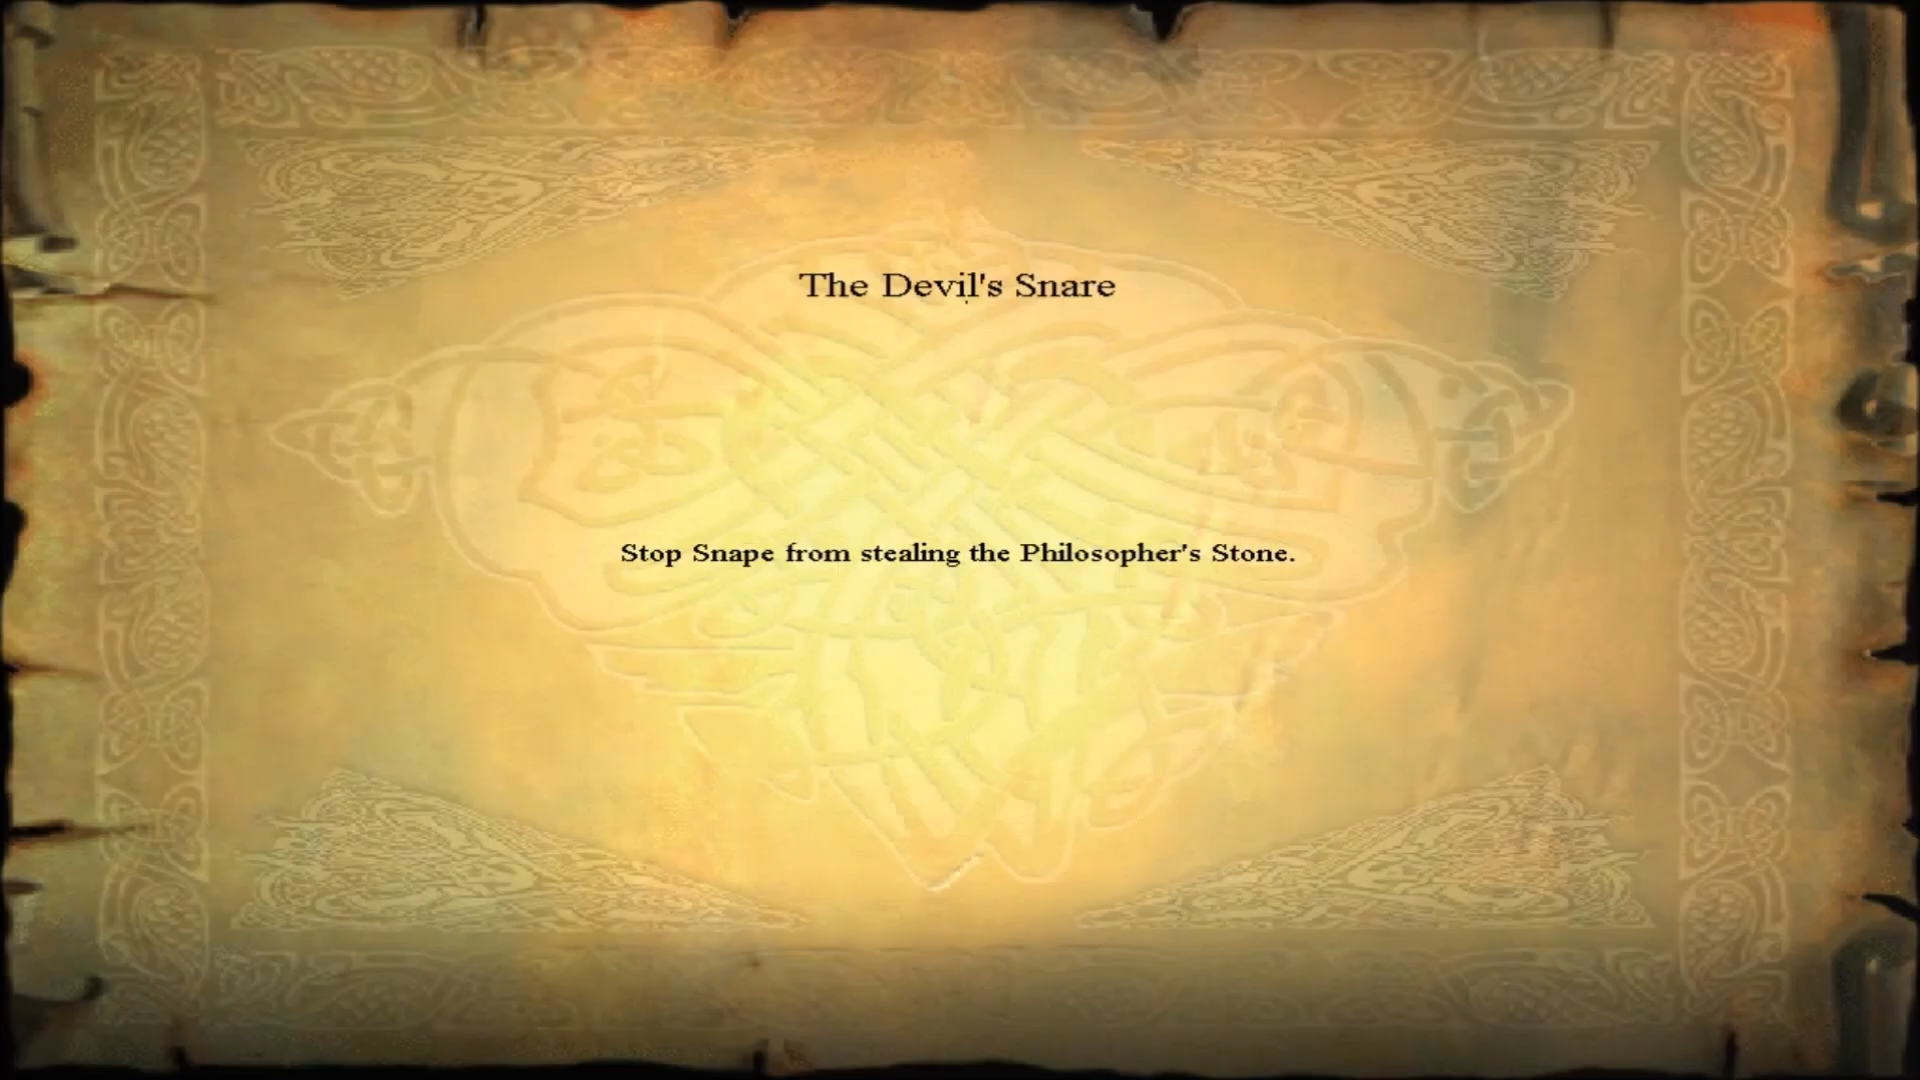 The Devil's Snare
Stop Snape from stealing the Philosopher's Stone.